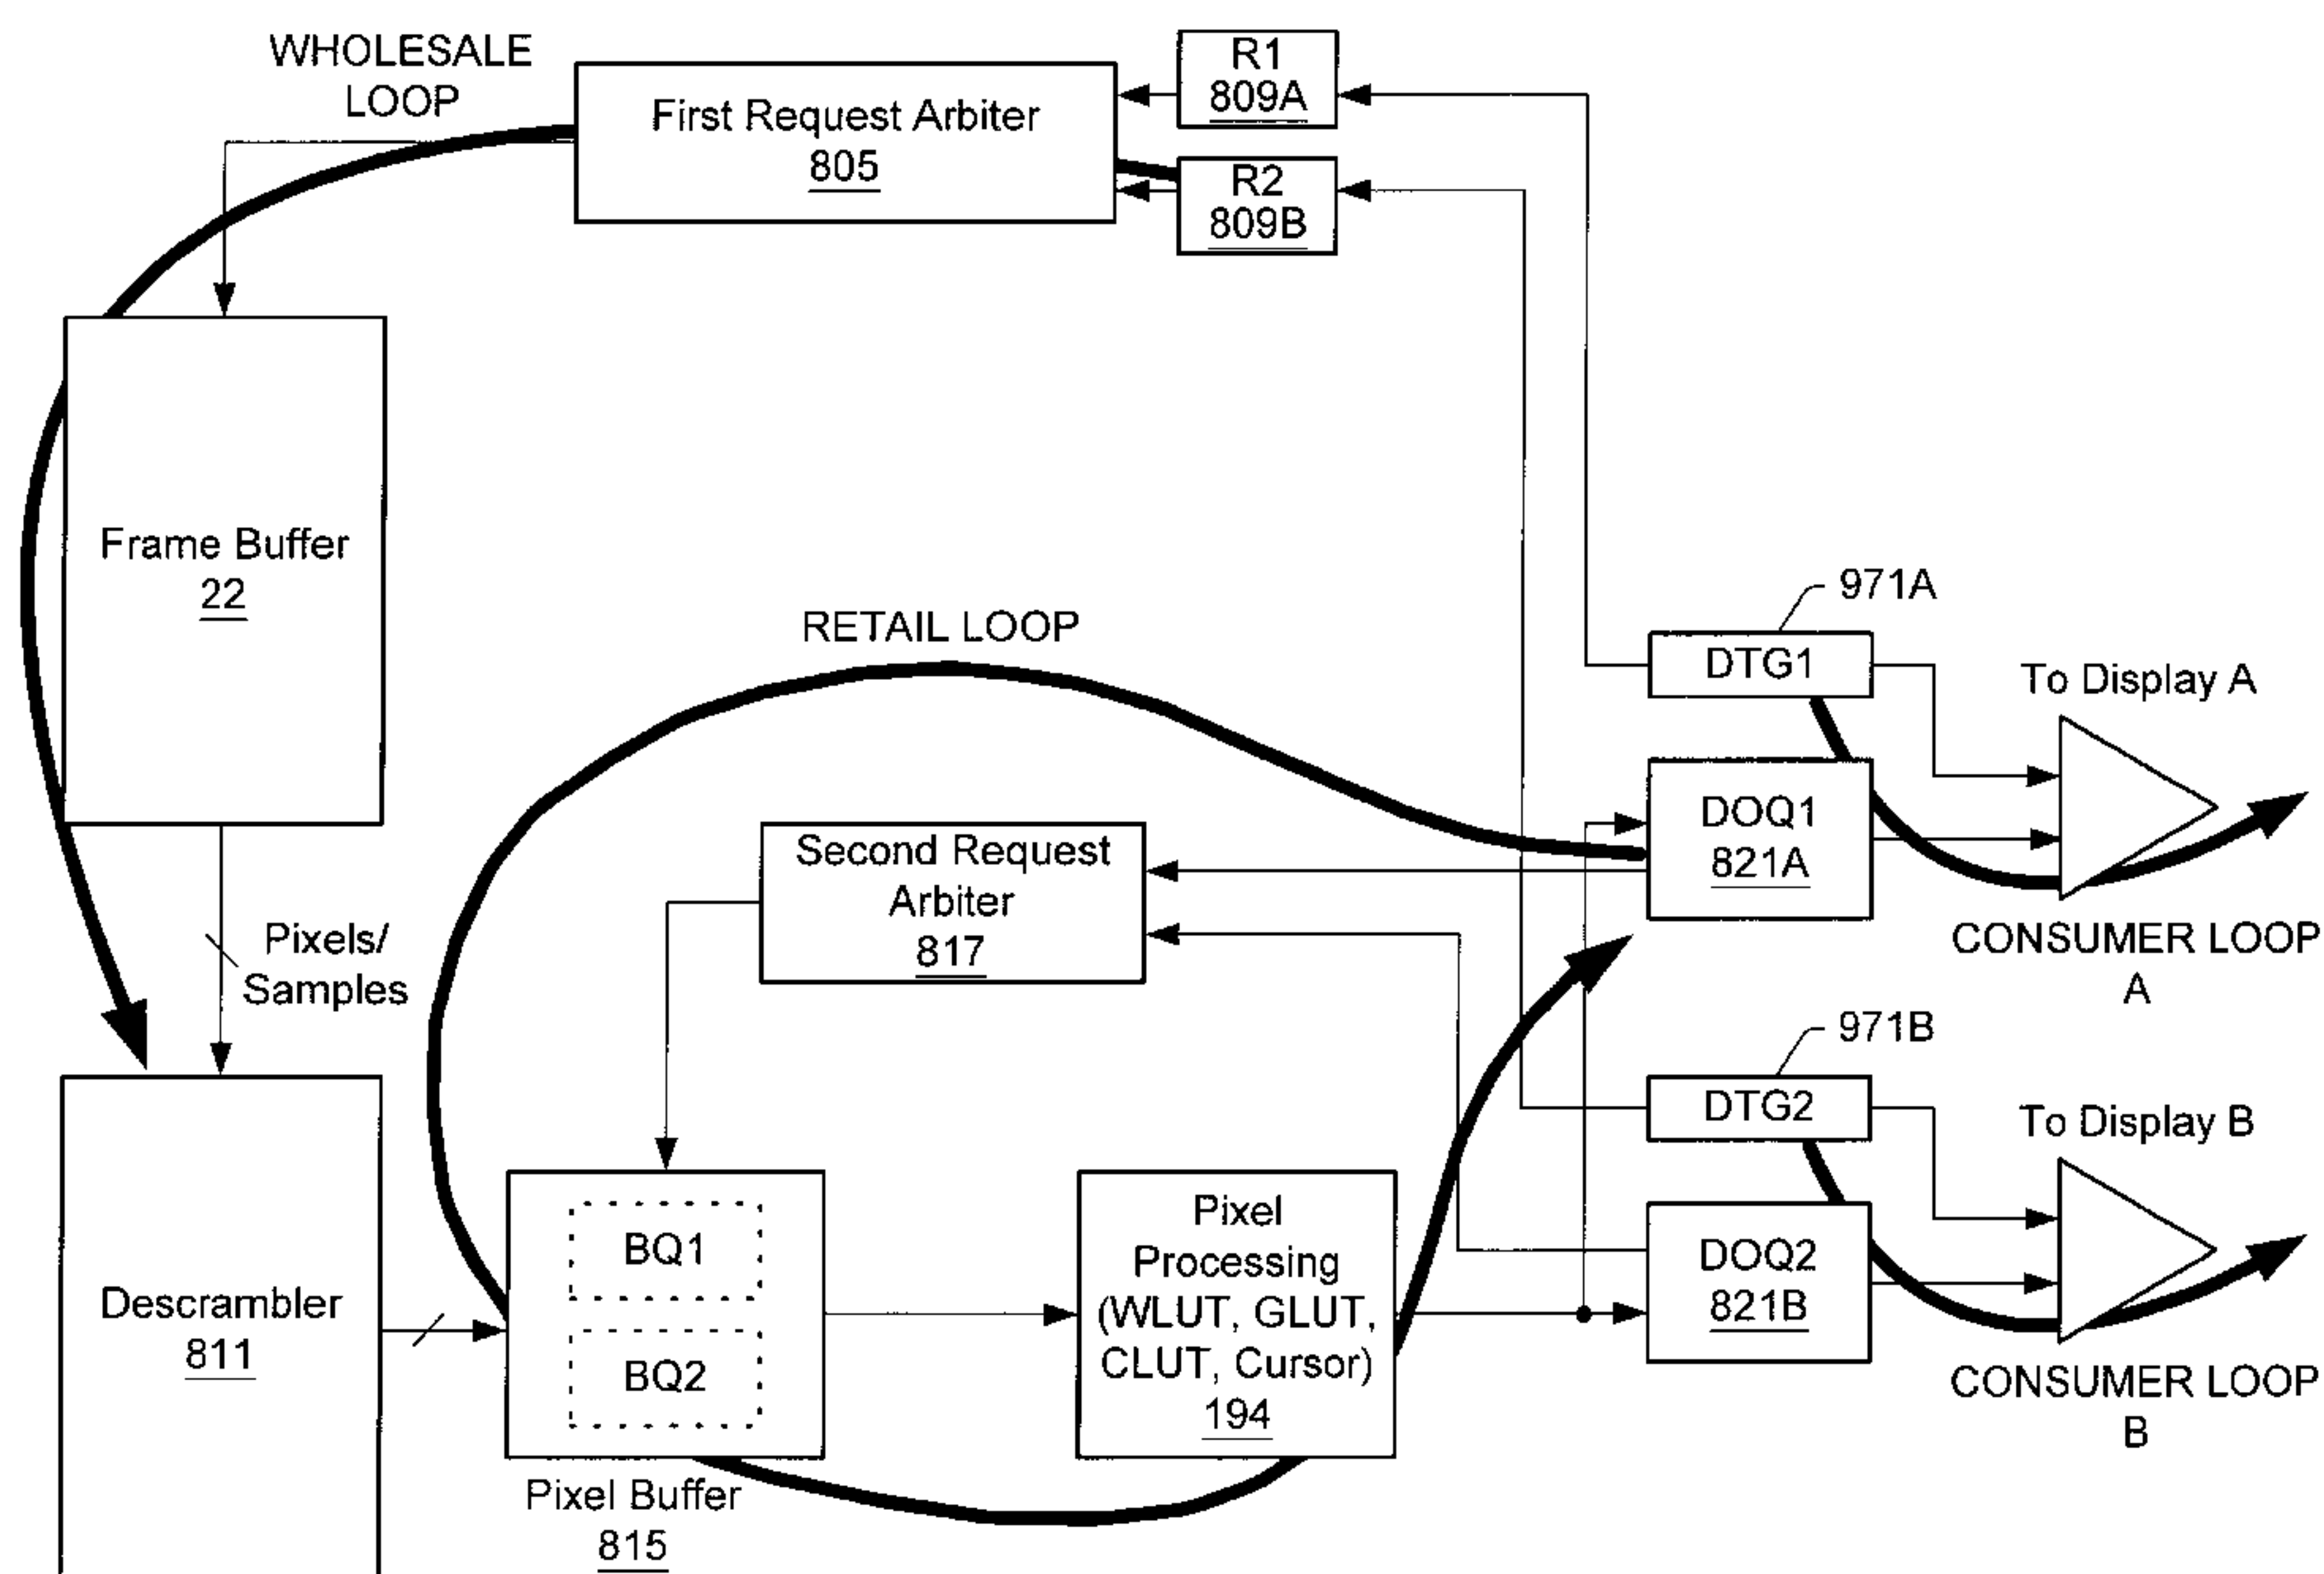 WHOLESALE
LOOP
First Request Arbiter
805
R1
809A
R2
809B
Frame Buffer
22
RETAIL LOOP
971A
DTG1
To Display A
DOQ1
821A
Second Request
Arbiter
817
CONSUMER LOOP
A
Pixels/
Samples
971B
DTG2
To Display B
DOQ2
821B
CONSUMER LOOP
B
Descrambler
811
BQ1
BQ2
Pixel Buffer
815
Pixel
Processing
(WLUT, GLUT,
CLUT, Cursor)
194